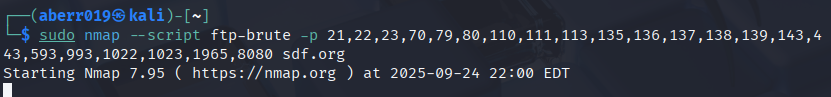 ┌──(aberr019㉿kali)-[~]
└─$ sudo nmap --script ftp-brute -p 21,22,23,70,79,80,110,111,113,135,136,137,138,139,143,4
43,593,993,1022,1023,1965,8080 sdf.org
Starting Nmap 7.95 ( https://nmap.org ) at 2025-09-24 22:00 EDT